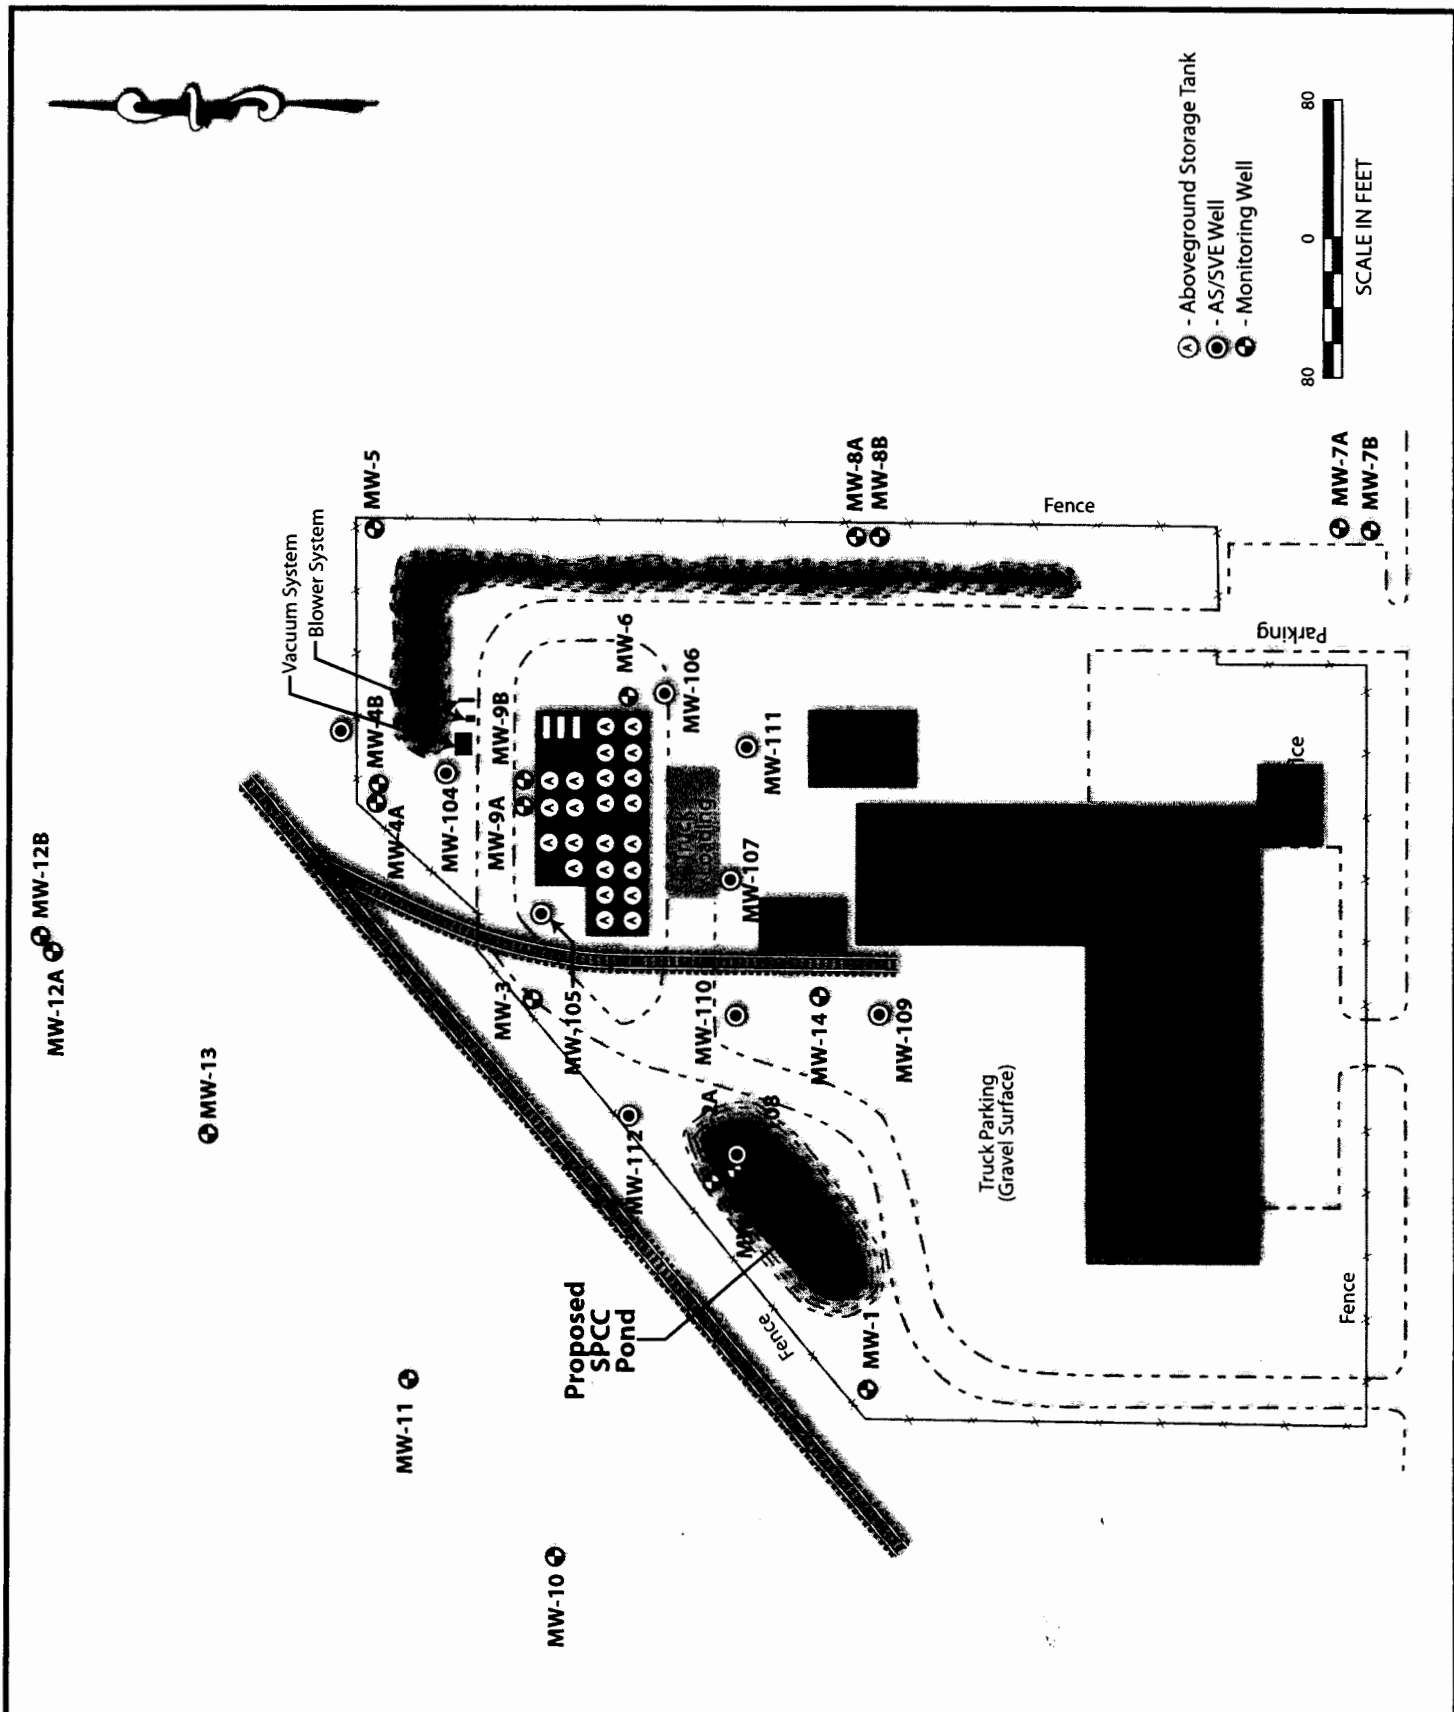 MW-12A
MW-12B
MW-13
MW-11
MW-10
MW-5
Vacuum System
Blower System
MW-4B
MW-4A
MW-104
MW-9B
MW-9A
MW-6
MW-106
MW-111
MW-107
MW-3
MW-105
MW-110
MW-14
MW-109
MW-112
MW-1
Proposed
SPCC
Pond
Fence
Truck Parking
(Gravel Surface)
Fence
MW-8A
MW-8B
Fence
Parking
MW-7A
MW-7B
A - Aboveground Storage Tank
- AS/SVE Well
- Monitoring Well
80 0 80
SCALE IN FEET
A A A A A A A A A A A A A A A A A A A A A A A
Truck
Loading